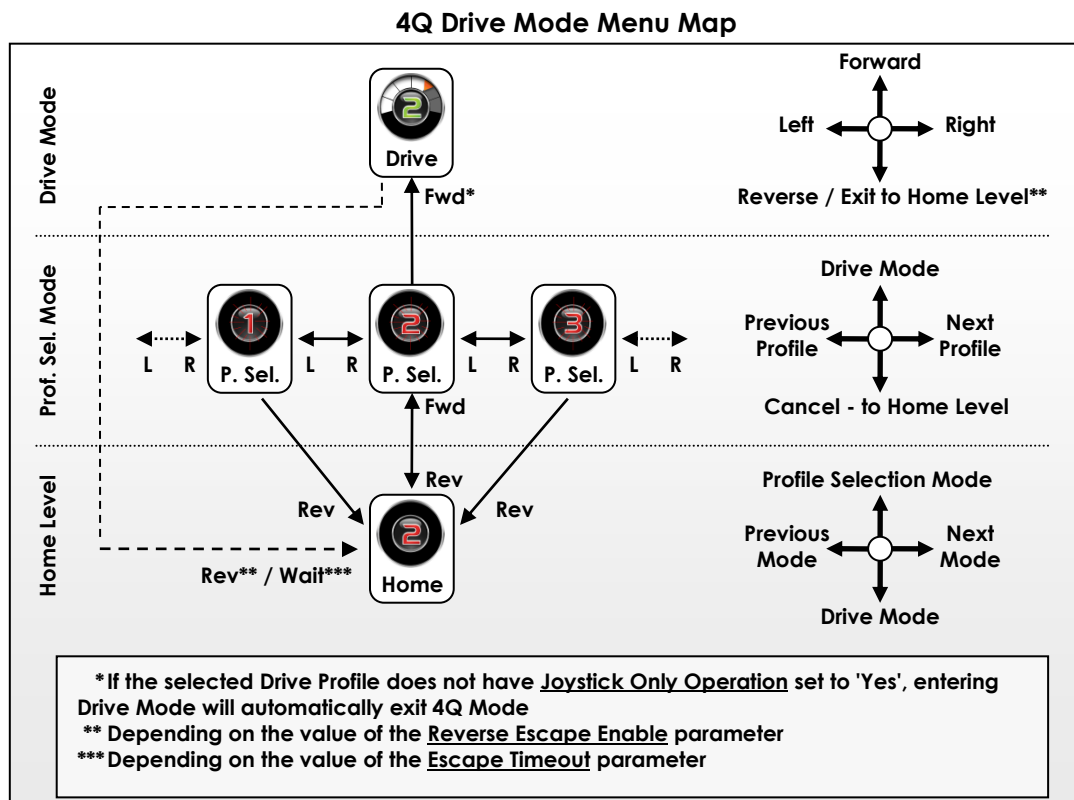 4Q Drive Mode Menu Map
Drive Mode
2
Drive
Fwd*
Forward
Left
Right
Reverse / Exit to Home Level**
Prof. Sel. Mode
L
R
1
P. Sel.
L
R
2
P. Sel.
L
R
3
P. Sel.
L
R
Fwd
Drive Mode
Previous
Profile
Next
Profile
Cancel - to Home Level
Home Level
Rev
Rev
Rev
2
Home
Rev** / Wait***
Profile Selection Mode
Previous
Mode
Next
Mode
Drive Mode
*If the selected Drive Profile does not have Joystick Only Operation set to 'Yes', entering
Drive Mode will automatically exit 4Q Mode
** Depending on the value of the Reverse Escape Enable parameter
*** Depending on the value of the Escape Timeout parameter